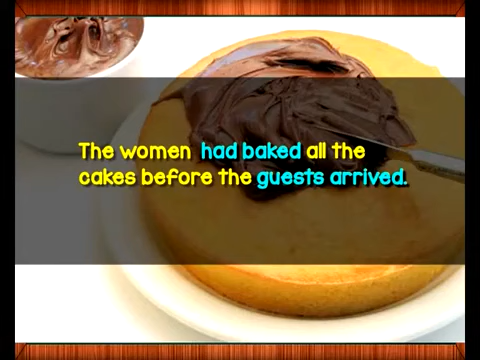 The women had baked all the
cakes before the guests arrived.